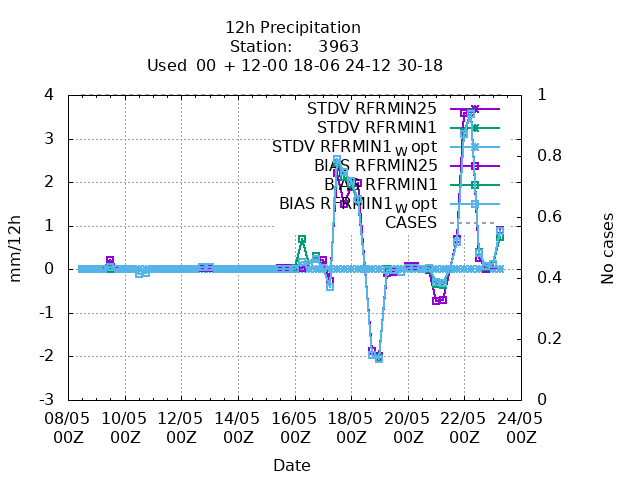 12h Precipitation
Station: 3963
Used 00 + 12-00 18-06 24-12 30-18
4
3
2
1
0
-1
-2
-3
mm/12h
1
0.8
0.6
0.4
0.2
0
No cases
STDV RFRMIN25
STDV RFRMIN1
STDV RFRMIN1w opt
BIAS RFRMIN25
BIAS RFRMIN1
BIAS RFRMIN1w opt
CASES
08/05 10/05 12/05 14/05 16/05 18/05 20/05 22/05 24/05
00Z 00Z 00Z 00Z 00Z 00Z 00Z 00Z 00Z
Date